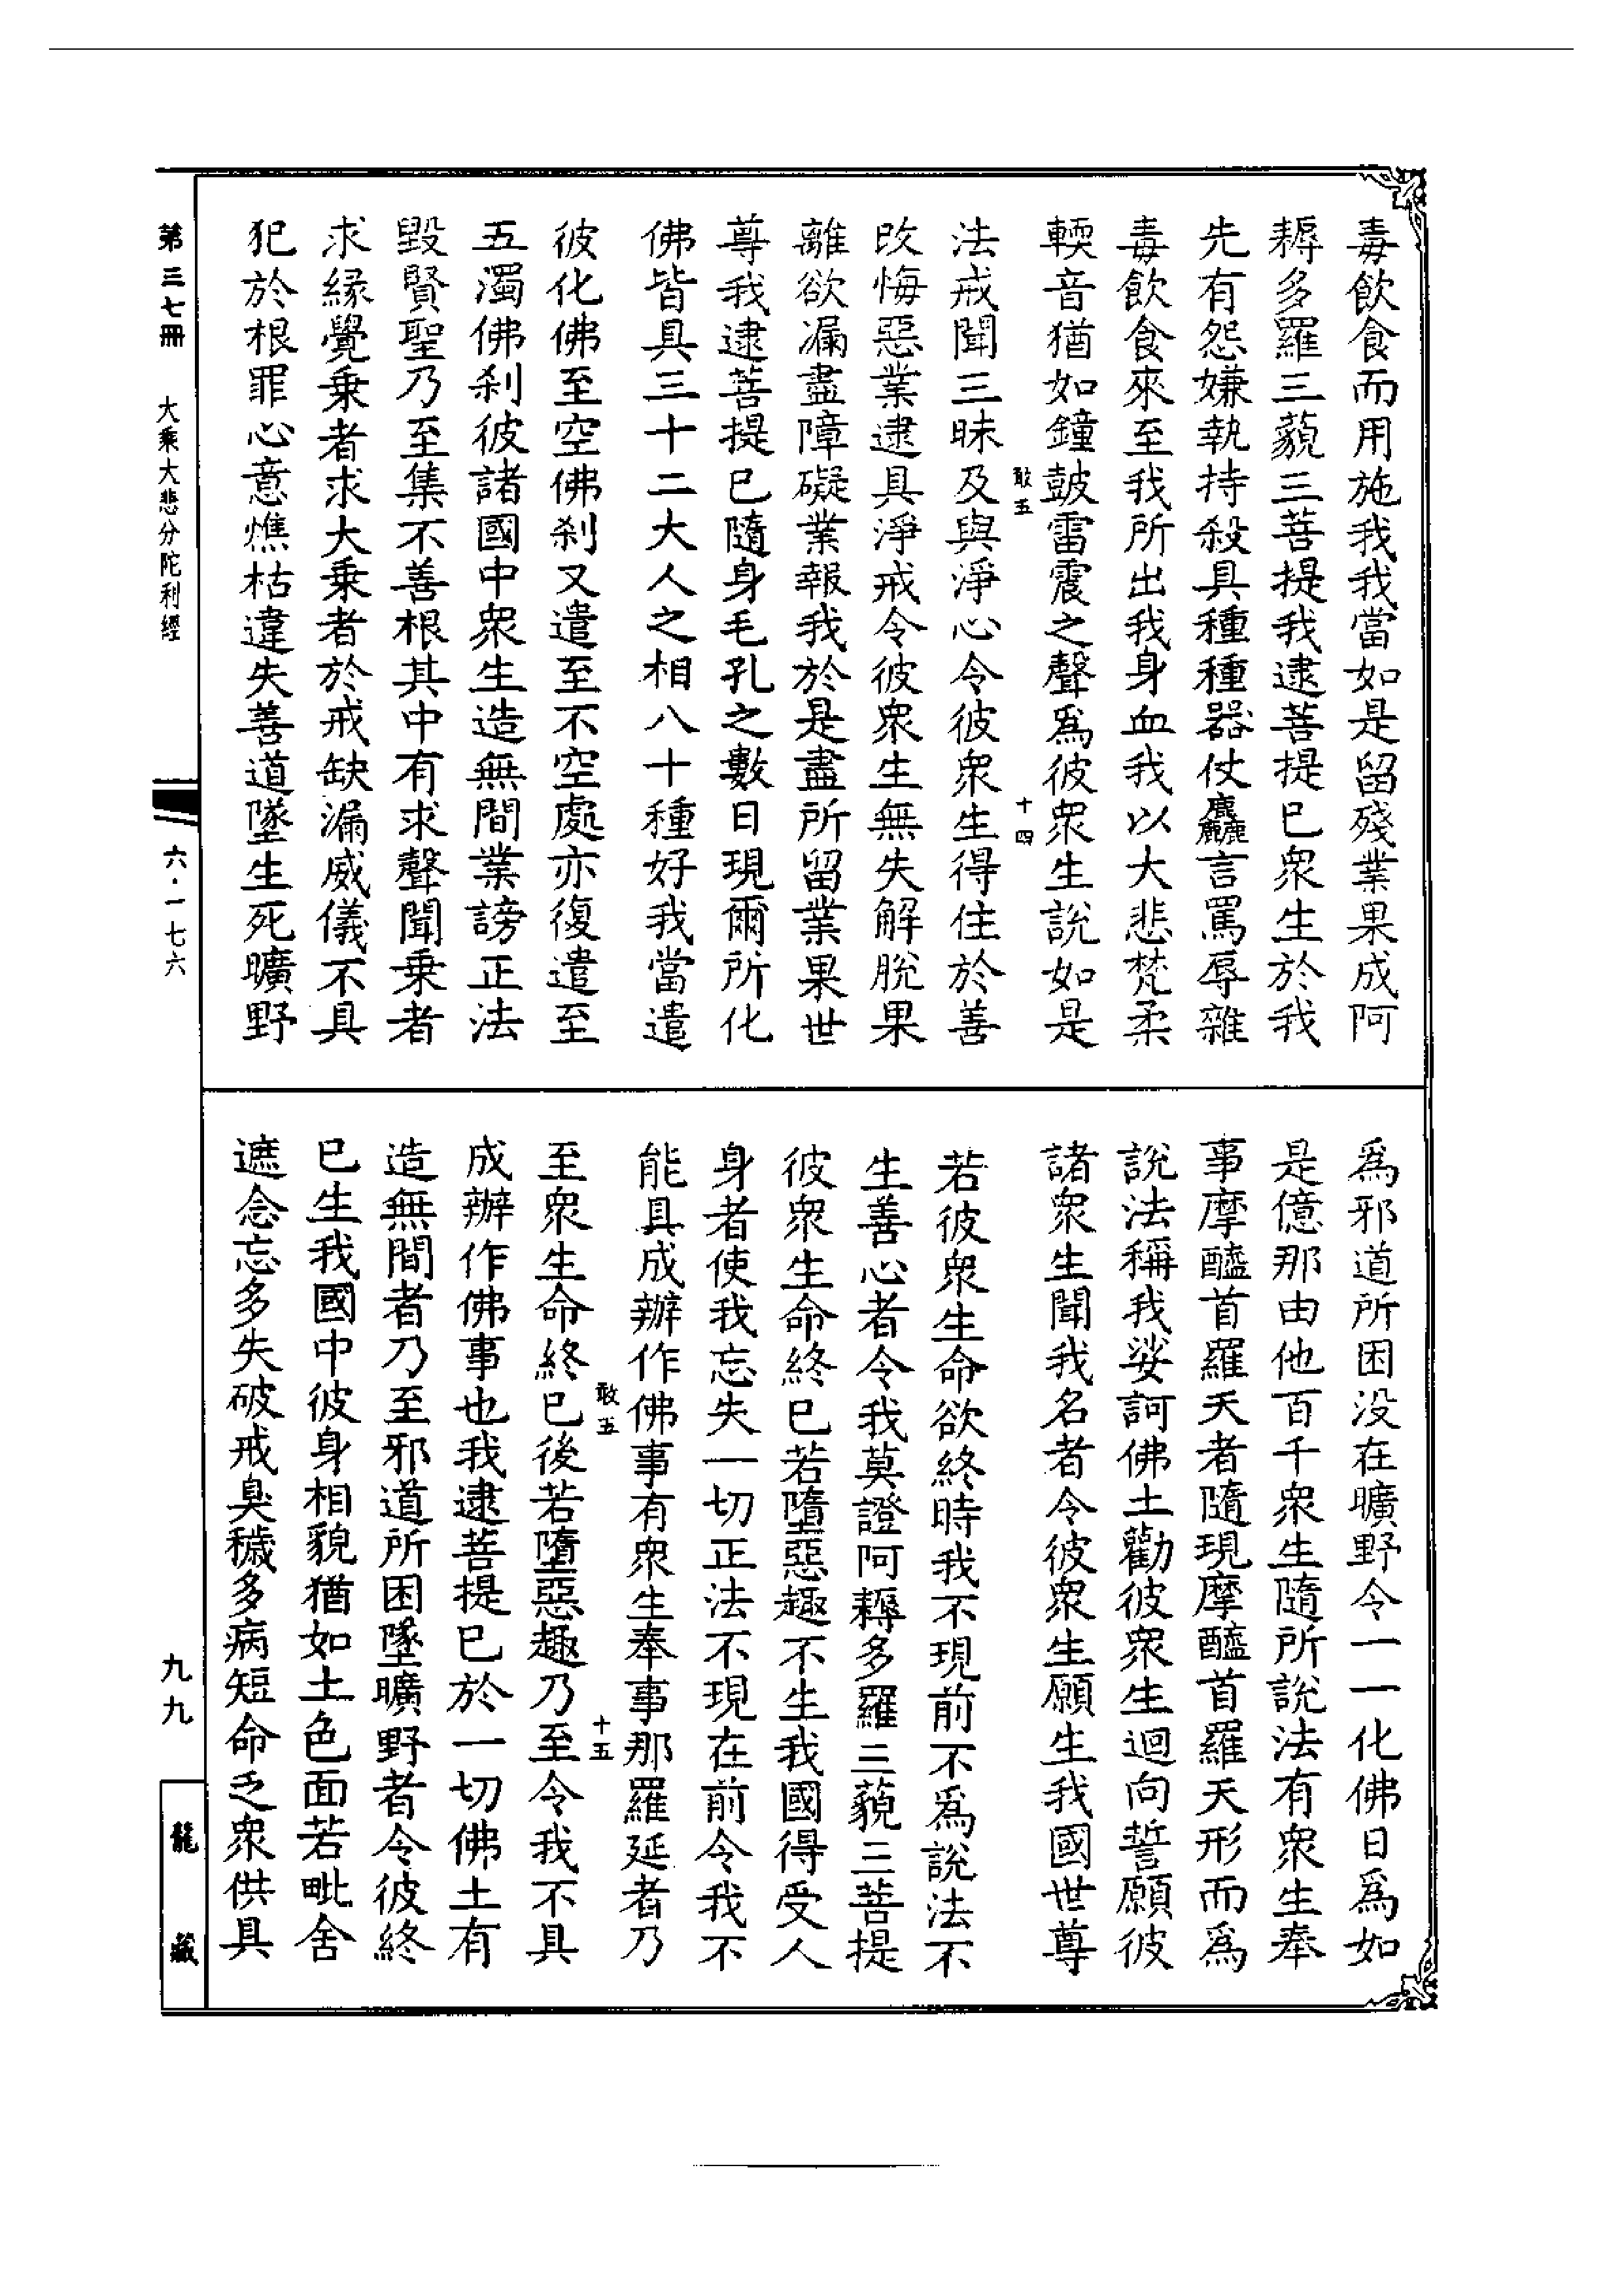 毒飲食而用施我我當如是留殘業果成阿
耨多羅三藐三菩提我逮菩提已衆生於我
先有怨嫌執持殺具種種器仗麤言罵辱雜
毒飲食來至我所出我身血我以大悲梵柔
輭音猶如鐘鼓雷震之聲爲彼衆生說如是
敢五 十四
法戒聞三昧及與淨心令彼衆生得住於善
改悔惡業逮具淨戒令彼衆生無失解脫果
離欲漏盡障礙業報我於是盡所留業果世
尊我逮菩提已隨身毛孔之數日現爾所化
佛皆具三十二大人之相八十種好我當遣
彼化佛至空佛刹又遣至不空處亦復遣至
五濁佛刹彼諸國中衆生造無間業謗正法
毀賢聖乃至集不善根其中有求聲聞乗者
求緣覺乗者求大乗者於戒缺漏威儀不具
犯於根罪心意燋枯違失善道墜生死曠野
爲邪道所困没在曠野令一一化佛日爲如
是億那由他百千衆生隨所說法有衆生奉
事摩醯首羅天者隨現摩醯首羅天形而爲
說法稱我娑訶佛土勸彼衆生迴向誓願彼
諸衆生聞我名者令彼衆生願生我國世尊
若彼衆生命欲終時我不現前不爲說法不
生善心者令我莫證阿耨多羅三藐三菩提
彼衆生命終已若墮惡趣不生我國得受人
身者使我忘失一切正法不現在前令我不
能具成辦作佛事有衆生奉事那羅延者乃
敢五 十五
至衆生命終已後若墮惡趣乃至令我不具
成辦作佛事也我逮菩提已於一切佛土有
造無間者乃至邪道所困墜曠野者令彼終
已生我國中彼身相貌猶如土色面若毗舍
遮念忘多失破戒臭穢多病短命乏衆供具
第三七冊 大乘大悲分陀利經
六·一七六
九九
龍藏